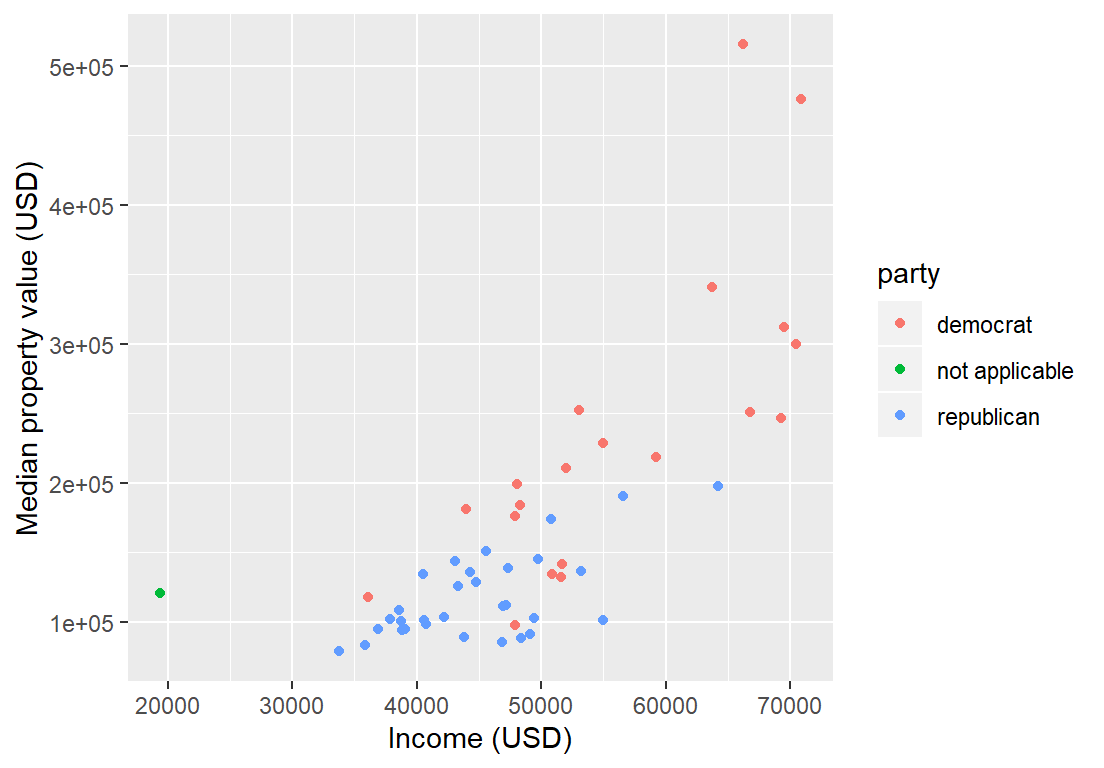 5e+05
4e+05
3e+05
2e+05
1e+05
Median property value (USD)
20000 30000 40000 50000 60000 70000
Income (USD)
party
democrat
not applicable
republican